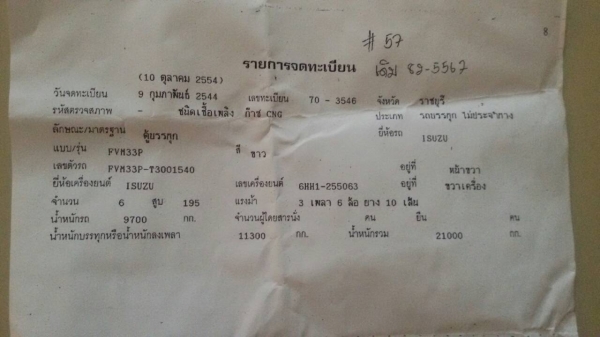 # 57
8
รายการจดทะเบียน เดิม 82-5567
(10 ตุลาคม 2554)
วันจดทะเบียน 9 กุมภาพันธ์ 2544 เลขทะเบียน 70 - 3546 จังหวัด ราชบุรี
รหัสตรวจสภาพ - ชนิดเชื้อเพลิง ก๊าซ CNG ประเภท รถบรรทุก ไม่ประจำทาง
ลักษณะ/มาตรฐาน ตู้บรรทุก ยี่ห้อรถ ISUZU
แบบ/รุ่น FVM33P สี ขาว
เลขตัวรถ FVM33P-T3001540 อยู่ที่ หน้าขวา
ยี่ห้อเครื่องยนต์ ISUZU เลขเครื่องยนต์ 6HH1-255063 อยู่ที่ ขวาเครื่อง
จำนวน 6 สูบ 195 แรงม้า 3 เพลา 6 ล้อ ยาง 10 เส้น
น้ำหนักรถ 9700 กก. จำนวนผู้โดยสารนั่ง คน ยืน คน
น้ำหนักบรรทุกหรือน้ำหนักลงเพลา 11300 กก. น้ำหนักรวม 21000 กก.